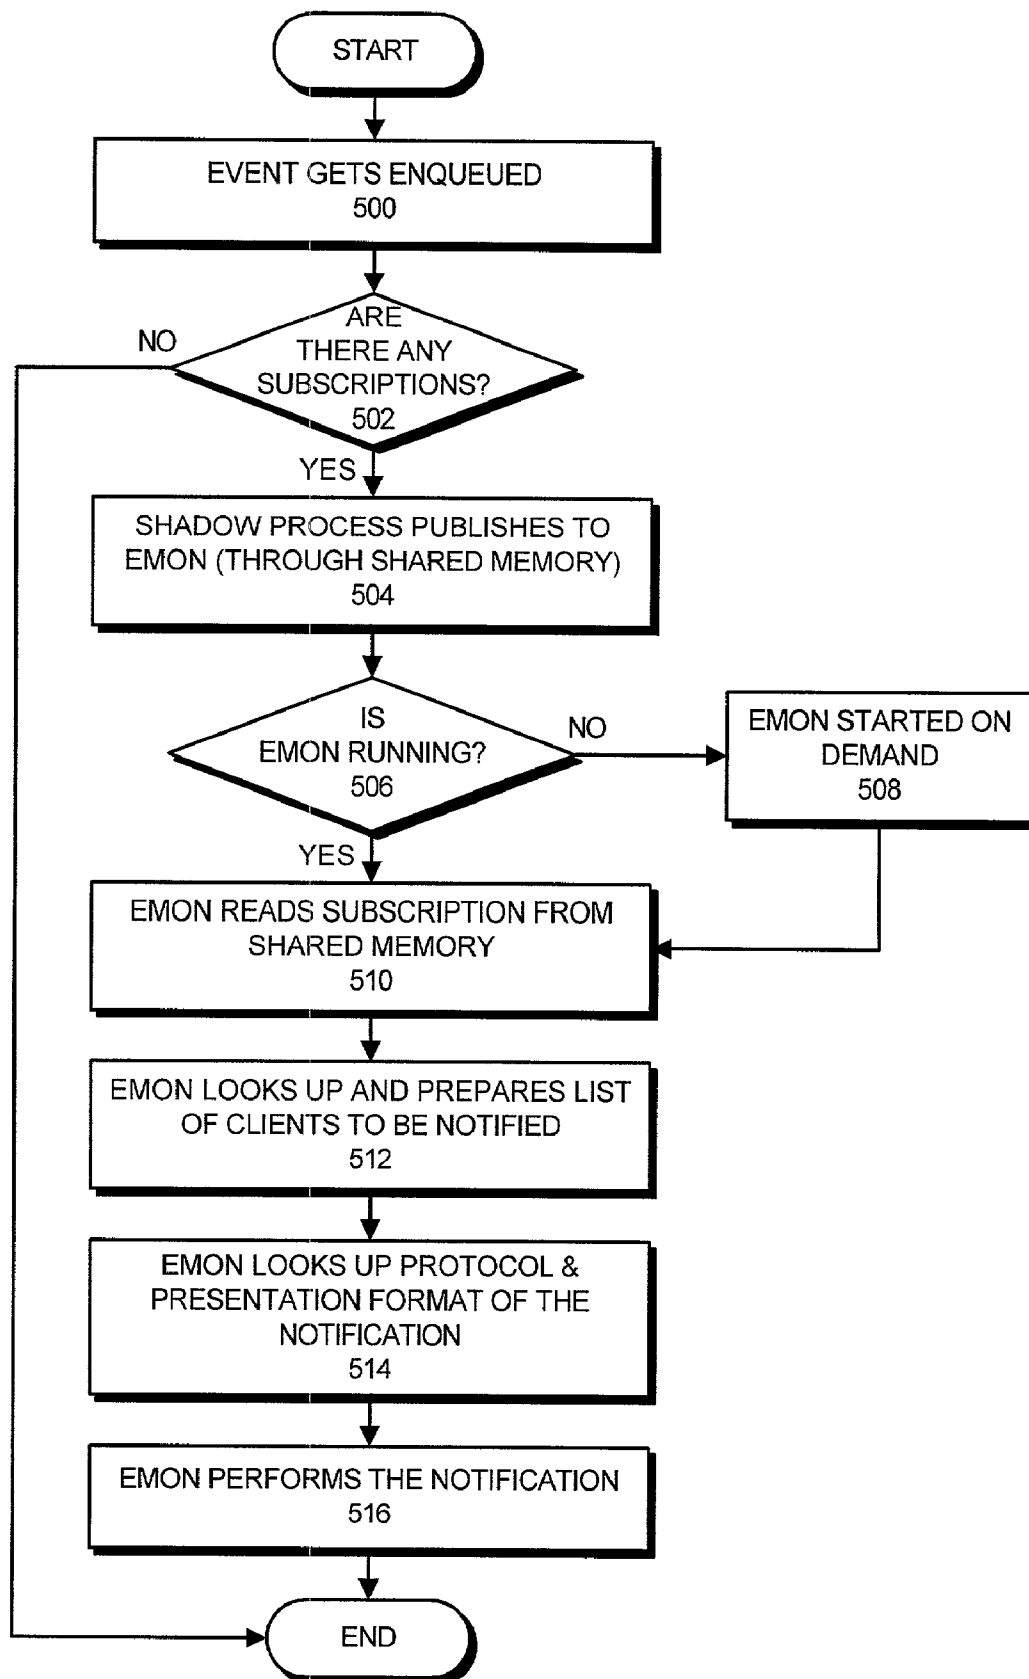 START
EVENT GETS ENQUEUED
500
ARE
THERE ANY
SUBSCRIPTIONS?
502
NO
YES
SHADOW PROCESS PUBLISHES TO
EMON (THROUGH SHARED MEMORY)
504
IS
EMON RUNNING?
506
NO
EMON STARTED ON
DEMAND
508
YES
EMON READS SUBSCRIPTION FROM
SHARED MEMORY
510
EMON LOOKS UP AND PREPARES LIST
OF CLIENTS TO BE NOTIFIED
512
EMON LOOKS UP PROTOCOL &
PRESENTATION FORMAT OF THE
NOTIFICATION
514
EMON PERFORMS THE NOTIFICATION
516
END